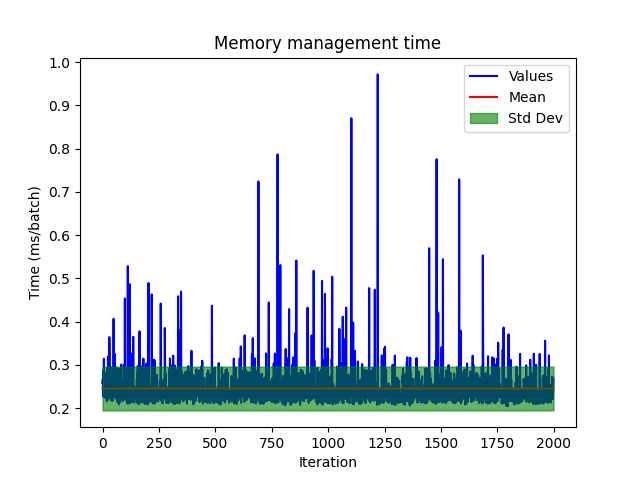 Memory management time
Values
Mean
Std Dev
Time (ms/batch)
1.0
0.9
0.8
0.7
0.6
0.5
0.4
0.3
0.2
0 250 500 750 1000 1250 1500 1750 2000
Iteration